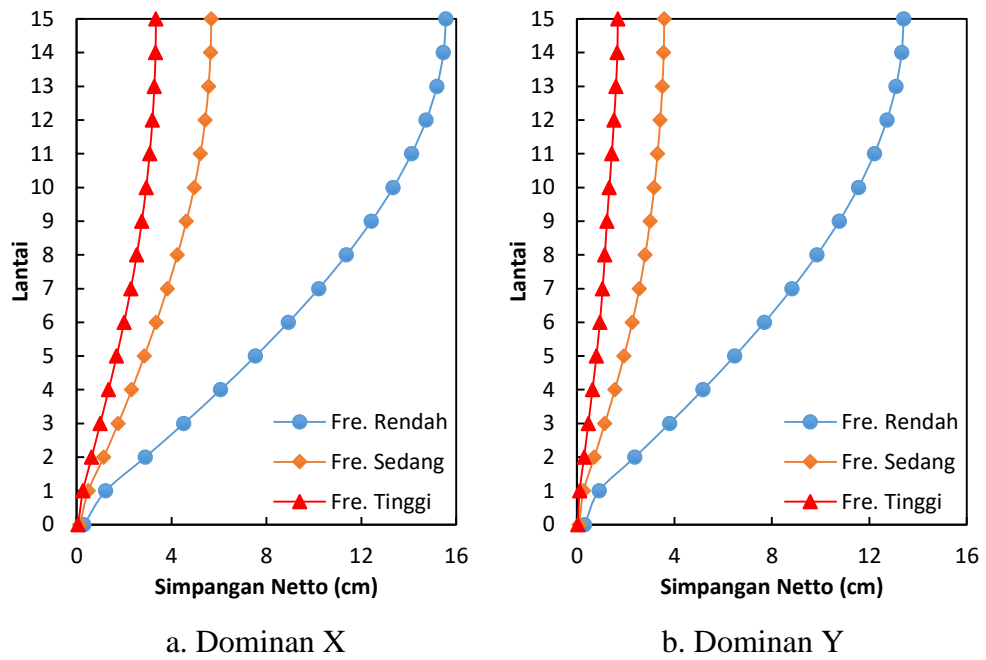 15
14
13
12
11
10
9
8
7
6
5
4
3
2
1
0
Lantai
Fre. Rendah
Fre. Sedang
Fre. Tinggi
0 4 8 12 16
Simpangan Netto (cm)
a. Dominan X
15
14
13
12
11
10
9
8
7
6
5
4
3
2
1
0
Lantai
Fre. Rendah
Fre. Sedang
Fre. Tinggi
0 4 8 12 16
Simpangan Netto (cm)
b. Dominan Y